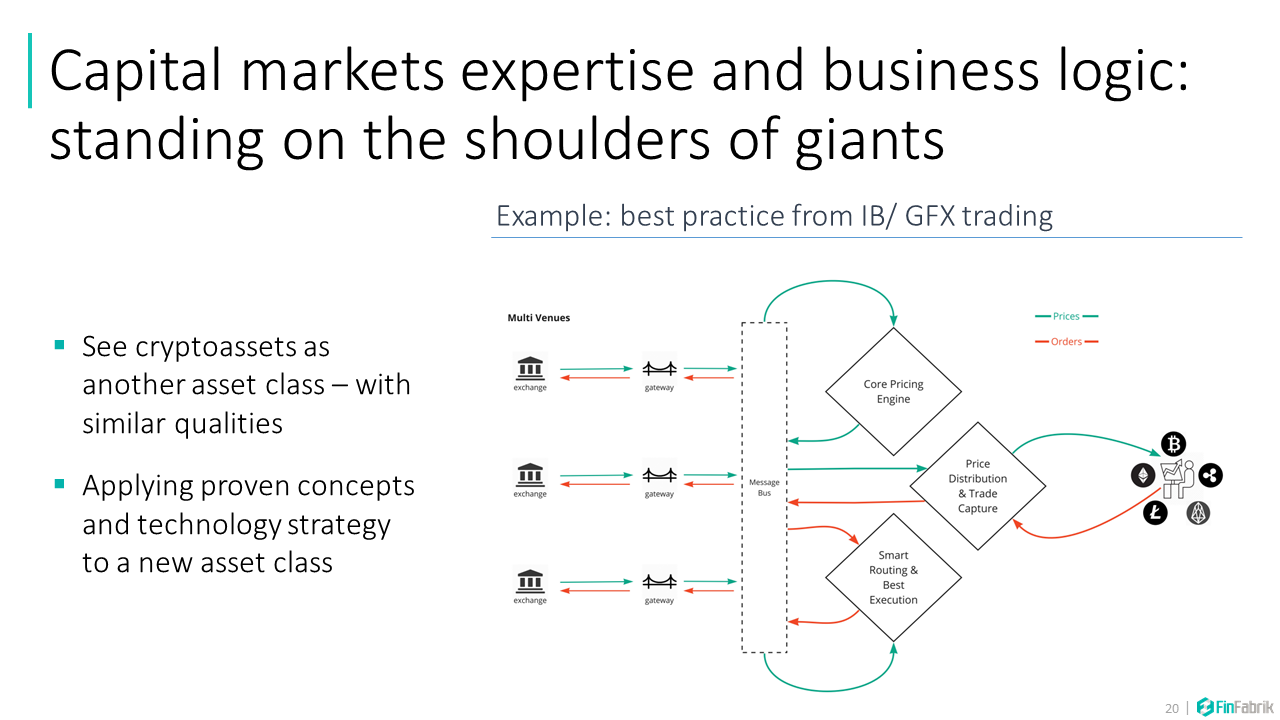 Capital markets expertise and business logic:
standing on the shoulders of giants
Example: best practice from IB/ GFX trading
▪ See cryptoassets as
another asset class – with
similar qualities
▪ Applying proven concepts
and technology strategy
to a new asset class
Multi Venues
exchange
gateway
exchange
gateway
exchange
gateway
Message
Bus
Core Pricing
Engine
Price
Distribution
& Trade
Capture
Smart
Routing &
Best
Execution
Prices
Orders
20 |
FinFabrik